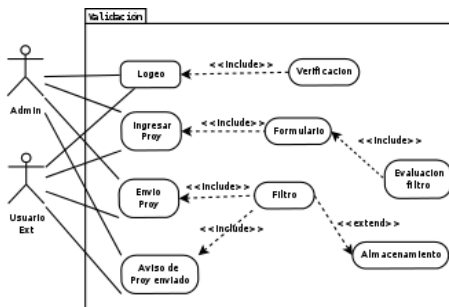 Validación
Logeo
<<Include>>
Verificacion
Admin
Ingresar
Proy
<<Include>>
Formulario
<<Include>>
Evaluacion
filtro
Usuario
Ext
Envio
Proy
<<Include>>
Filtro
<<Include>>
<<extend>>
Aviso de
Proy enviado
Almacenamiento